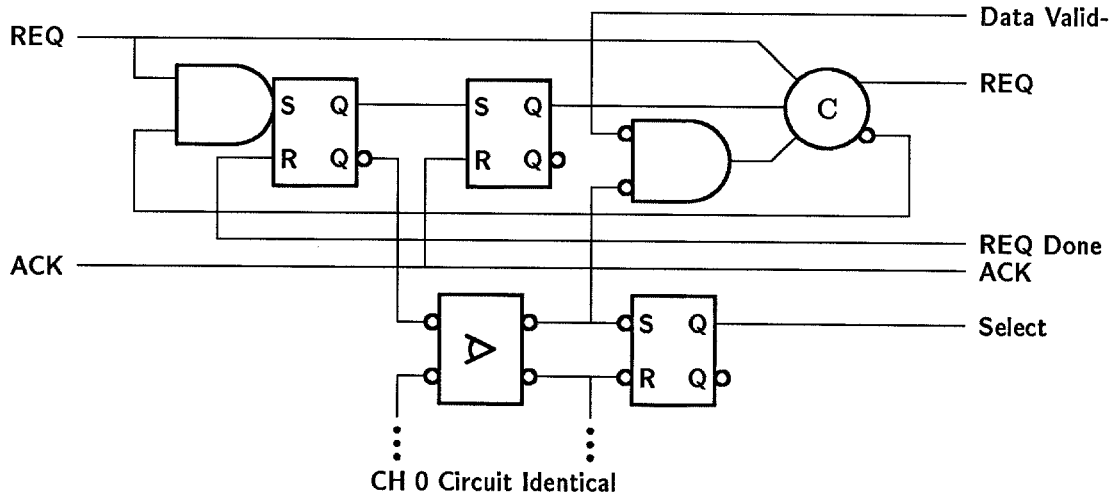 Data Valid-
REQ
REQ
S Q
R Q
S Q
R Q
C
REQ Done
ACK
ACK
A
S Q
R Q
Select
CH 0 Circuit Identical